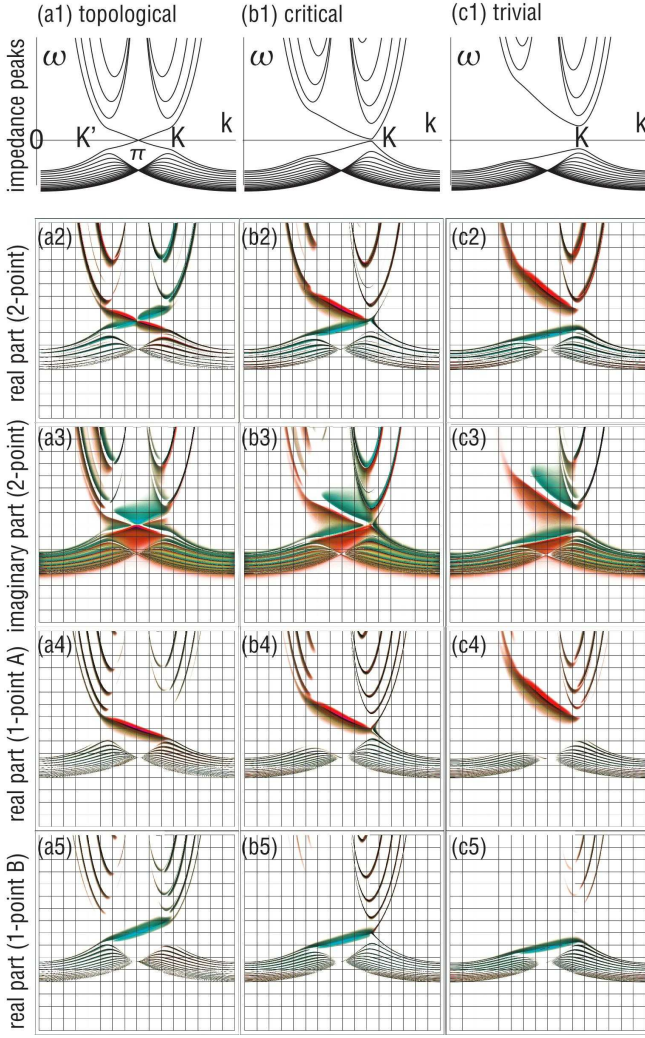 (a1) topological (b1) critical (c1) trivial
impedance peaks
ω ω ω
0 K' K k K k K k
π
real part (2-point)
(a2) (b2) (c2)
imaginary part (2-point)
(a3) (b3) (c3)
real part (1-point A)
(a4) (b4) (c4)
real part (1-point B)
(a5) (b5) (c5)